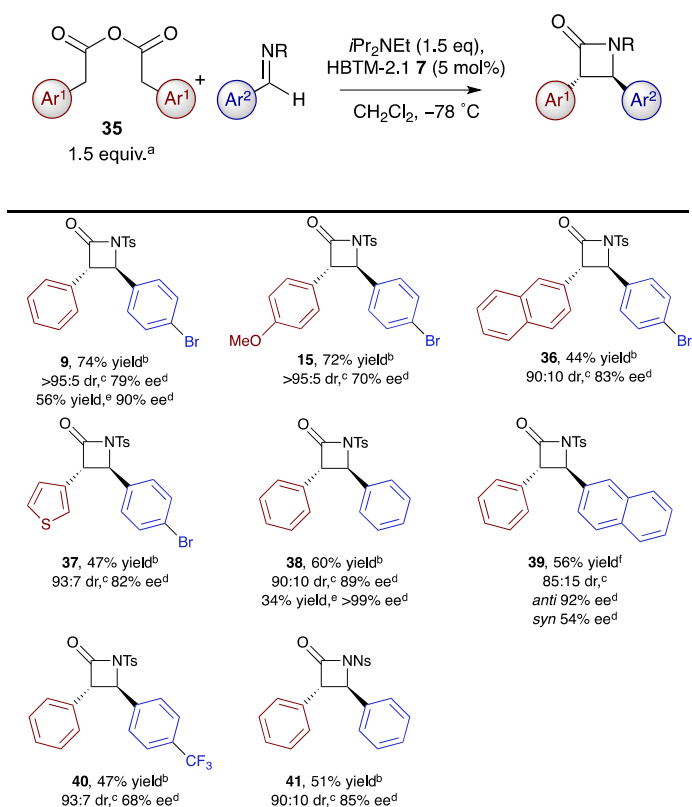 O O O
Ar¹ Ar¹
+
NR
Ar² H
35
1.5 equiv.ᵃ
iPr₂NEt (1.5 eq),
HBTM-2.1 7 (5 mol%)
CH₂Cl₂, –78 ˚C
O NR
Ar¹ Ar²
O NTs
Br
9, 74% yieldᵇ
>95:5 dr,ᶜ 79% eeᵈ
56% yield,ᵉ 90% eeᵈ
O NTs
MeO Br
15, 72% yieldᵇ
>95:5 dr,ᶜ 70% eeᵈ
O NTs
Br
36, 44% yieldᵇ
90:10 dr,ᶜ 83% eeᵈ
O NTs
S Br
37, 47% yieldᵇ
93:7 dr,ᶜ 82% eeᵈ
O NTs
38, 60% yieldᵇ
90:10 dr,ᶜ 89% eeᵈ
34% yield,ᵉ >99% eeᵈ
O NTs
39, 56% yieldᶠ
85:15 dr,ᶜ
anti 92% eeᵈ
syn 54% eeᵈ
O NTs
CF₃
40, 47% yieldᵇ
93:7 dr,ᶜ 68% eeᵈ
O NNs
41, 51% yieldᵇ
90:10 dr,ᶜ 85% eeᵈ